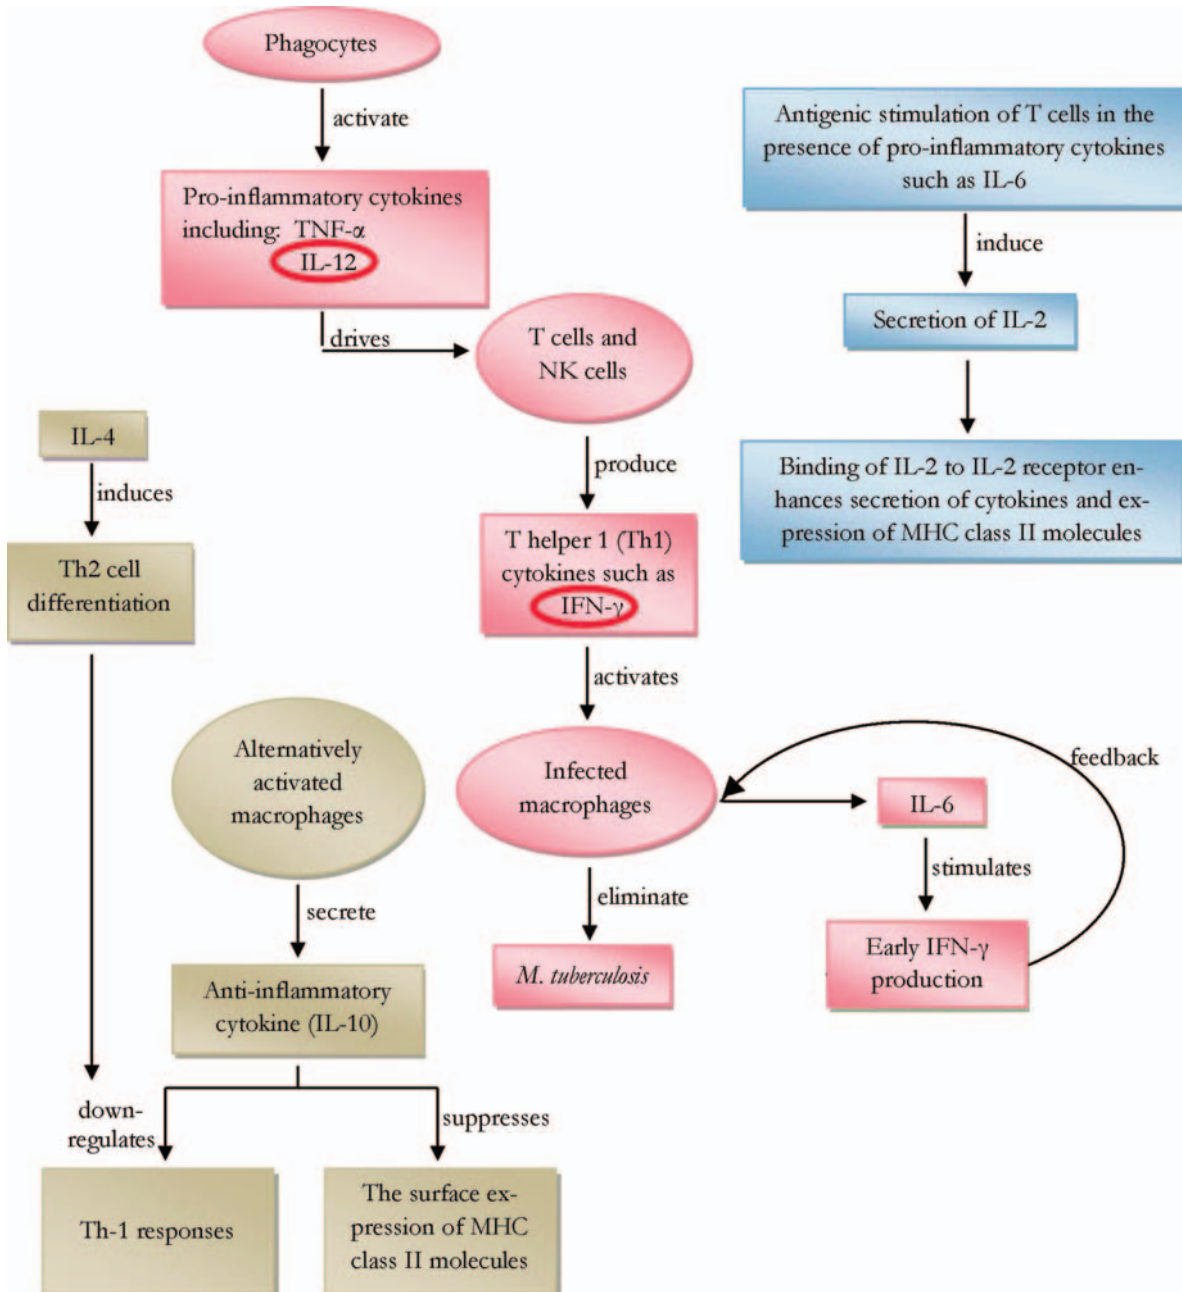 Phagocytes
activate
Pro-inflammatory cytokines
including: TNF-α
IL-12
drives
T cells and
NK cells
produce
T helper 1 (Th1)
cytokines such as
IFN-γ
activates
Infected
macrophages
eliminate
M. tuberculosis
IL-6
stimulates
Early IFN-γ
production
feedback
Antigenic stimulation of T cells in the
presence of pro-inflammatory cytokines
such as IL-6
induce
Secretion of IL-2
Binding of IL-2 to IL-2 receptor en-
hances secretion of cytokines and ex-
pression of MHC class II molecules
IL-4
induces
Th2 cell
differentiation
Alternatively
activated
macrophages
secrete
Anti-inflammatory
cytokine (IL-10)
down-
regulates
suppresses
Th-1 responses
The surface ex-
pression of MHC
class II molecules